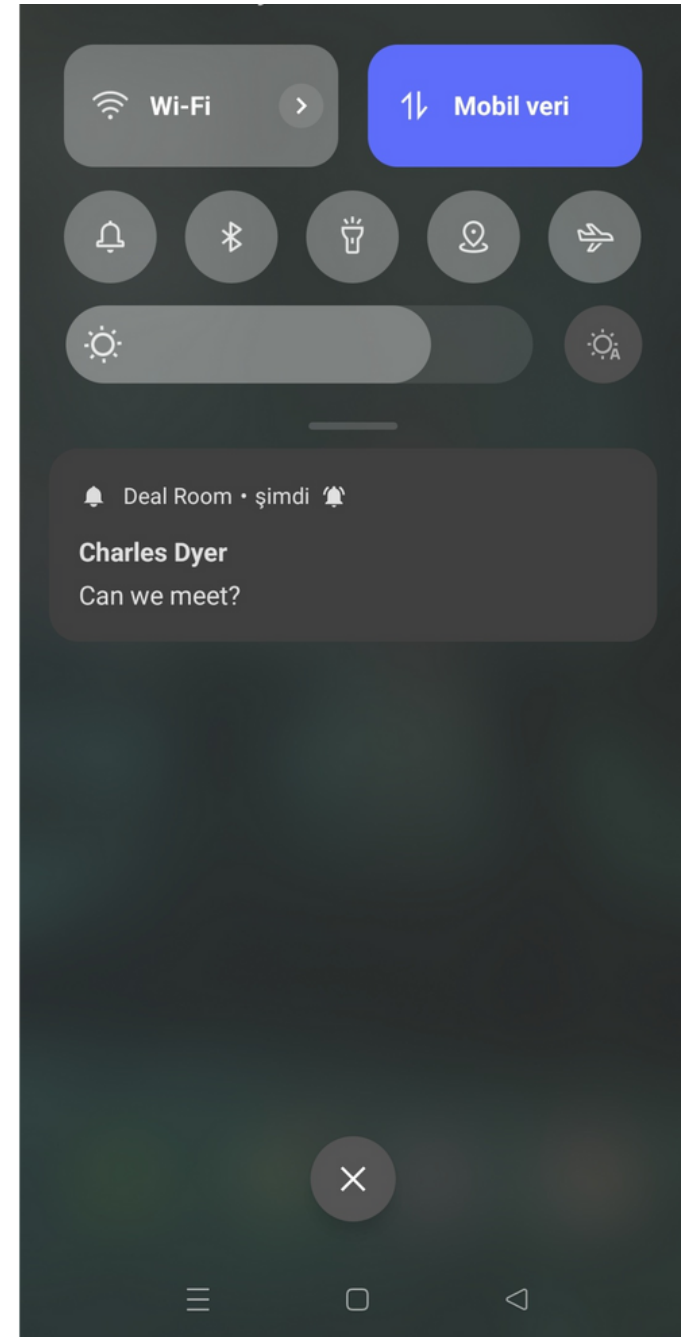 Wi-Fi
Mobil veri
A
Deal Room • şimdi
Charles Dyer
Can we meet?